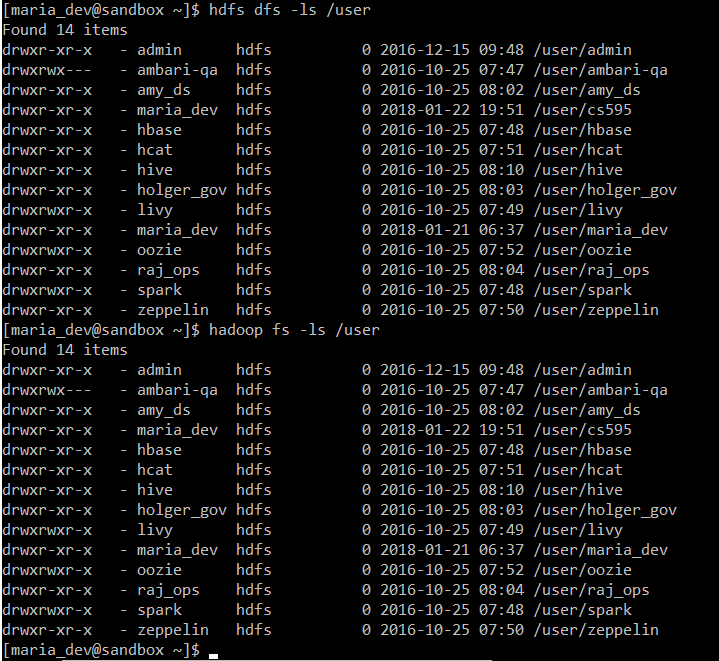 [maria_dev@sandbox ~]$ hdfs dfs -ls /user
Found 14 items
drwxr-xr-x   - admin      hdfs          0 2016-12-15 09:48 /user/admin
drwxrwx---   - ambari-qa  hdfs          0 2016-10-25 07:47 /user/ambari-qa
drwxr-xr-x   - amy_ds     hdfs          0 2016-10-25 08:02 /user/amy_ds
drwxr-xr-x   - maria_dev  hdfs          0 2018-01-22 19:51 /user/cs595
drwxr-xr-x   - hbase      hdfs          0 2016-10-25 07:48 /user/hbase
drwxr-xr-x   - hcat       hdfs          0 2016-10-25 07:51 /user/hcat
drwxr-xr-x   - hive       hdfs          0 2016-10-25 08:10 /user/hive
drwxr-xr-x   - holger_gov hdfs          0 2016-10-25 08:03 /user/holger_gov
drwxrwxr-x   - livy       hdfs          0 2016-10-25 07:49 /user/livy
drwxr-xr-x   - maria_dev  hdfs          0 2018-01-21 06:37 /user/maria_dev
drwxrwxr-x   - oozie      hdfs          0 2016-10-25 07:52 /user/oozie
drwxr-xr-x   - raj_ops    hdfs          0 2016-10-25 08:04 /user/raj_ops
drwxrwxr-x   - spark      hdfs          0 2016-10-25 07:48 /user/spark
drwxr-xr-x   - zeppelin   hdfs          0 2016-10-25 07:50 /user/zeppelin
[maria_dev@sandbox ~]$ hadoop fs -ls /user
Found 14 items
drwxr-xr-x   - admin      hdfs          0 2016-12-15 09:48 /user/admin
drwxrwx---   - ambari-qa  hdfs          0 2016-10-25 07:47 /user/ambari-qa
drwxr-xr-x   - amy_ds     hdfs          0 2016-10-25 08:02 /user/amy_ds
drwxr-xr-x   - maria_dev  hdfs          0 2018-01-22 19:51 /user/cs595
drwxr-xr-x   - hbase      hdfs          0 2016-10-25 07:48 /user/hbase
drwxr-xr-x   - hcat       hdfs          0 2016-10-25 07:51 /user/hcat
drwxr-xr-x   - hive       hdfs          0 2016-10-25 08:10 /user/hive
drwxr-xr-x   - holger_gov hdfs          0 2016-10-25 08:03 /user/holger_gov
drwxrwxr-x   - livy       hdfs          0 2016-10-25 07:49 /user/livy
drwxr-xr-x   - maria_dev  hdfs          0 2018-01-21 06:37 /user/maria_dev
drwxrwxr-x   - oozie      hdfs          0 2016-10-25 07:52 /user/oozie
drwxr-xr-x   - raj_ops    hdfs          0 2016-10-25 08:04 /user/raj_ops
drwxrwxr-x   - spark      hdfs          0 2016-10-25 07:48 /user/spark
drwxr-xr-x   - zeppelin   hdfs          0 2016-10-25 07:50 /user/zeppelin
[maria_dev@sandbox ~]$